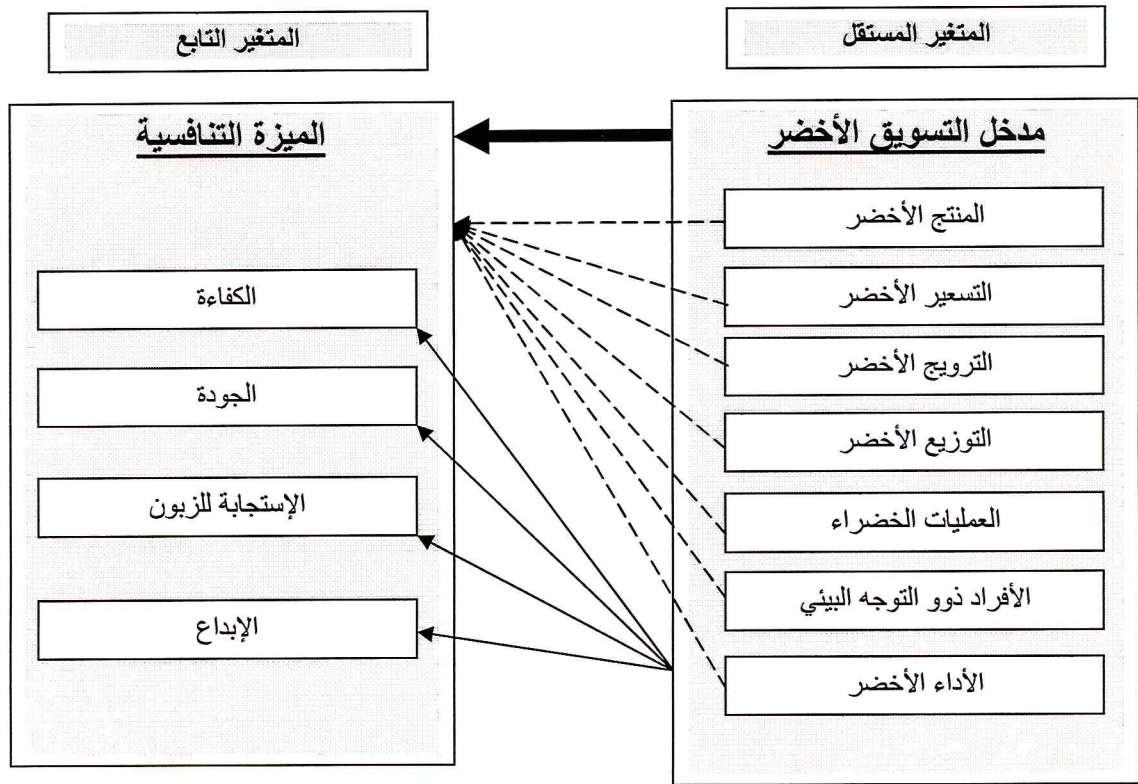 المتغير المستقل
المتغير التابع
مدخل التسويق الأخضر
المنتج الأخضر
التسعير الأخضر
الترويج الأخضر
التوزيع الأخضر
العمليات الخضراء
الأفراد ذوو التوجه البيئي
الأداء الأخضر
الميزة التنافسية
الكفاءة
الجودة
الإستجابة للزبون
الإبداع